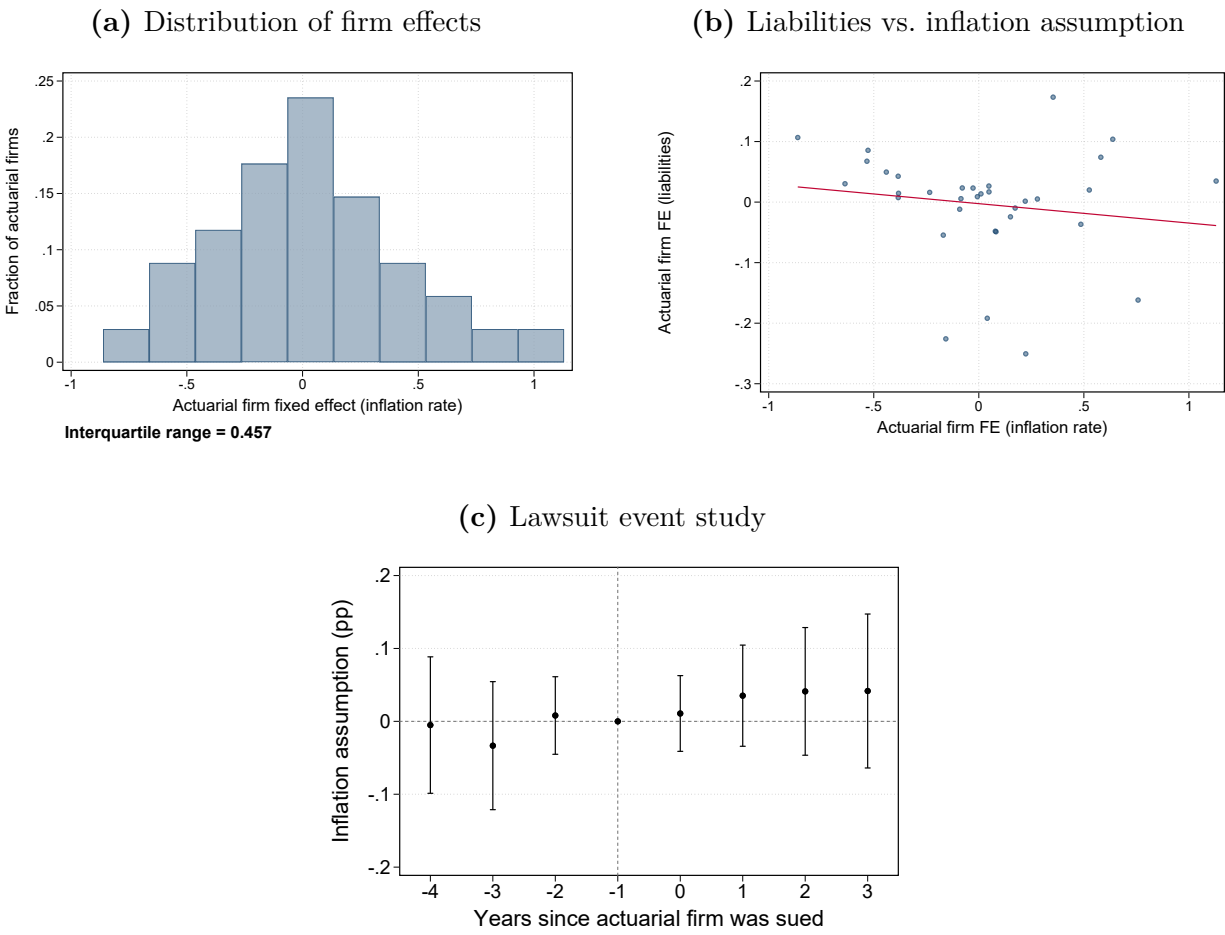 (a) Distribution of firm effects
.25
.2
.15
.1
.05
0
Fraction of actuarial firms
-1 -.5 0 .5 1
Actuarial firm fixed effect (inflation rate)
Interquartile range = 0.457
(b) Liabilities vs. inflation assumption
.2
.1
0
-.1
-.2
-.3
Actuarial firm FE (liabilities)
-1 -.5 0 .5 1
Actuarial firm FE (inflation rate)
(c) Lawsuit event study
.2
.1
0
-.1
-.2
Inflation assumption (pp)
-4 -3 -2 -1 0 1 2 3
Years since actuarial firm was sued